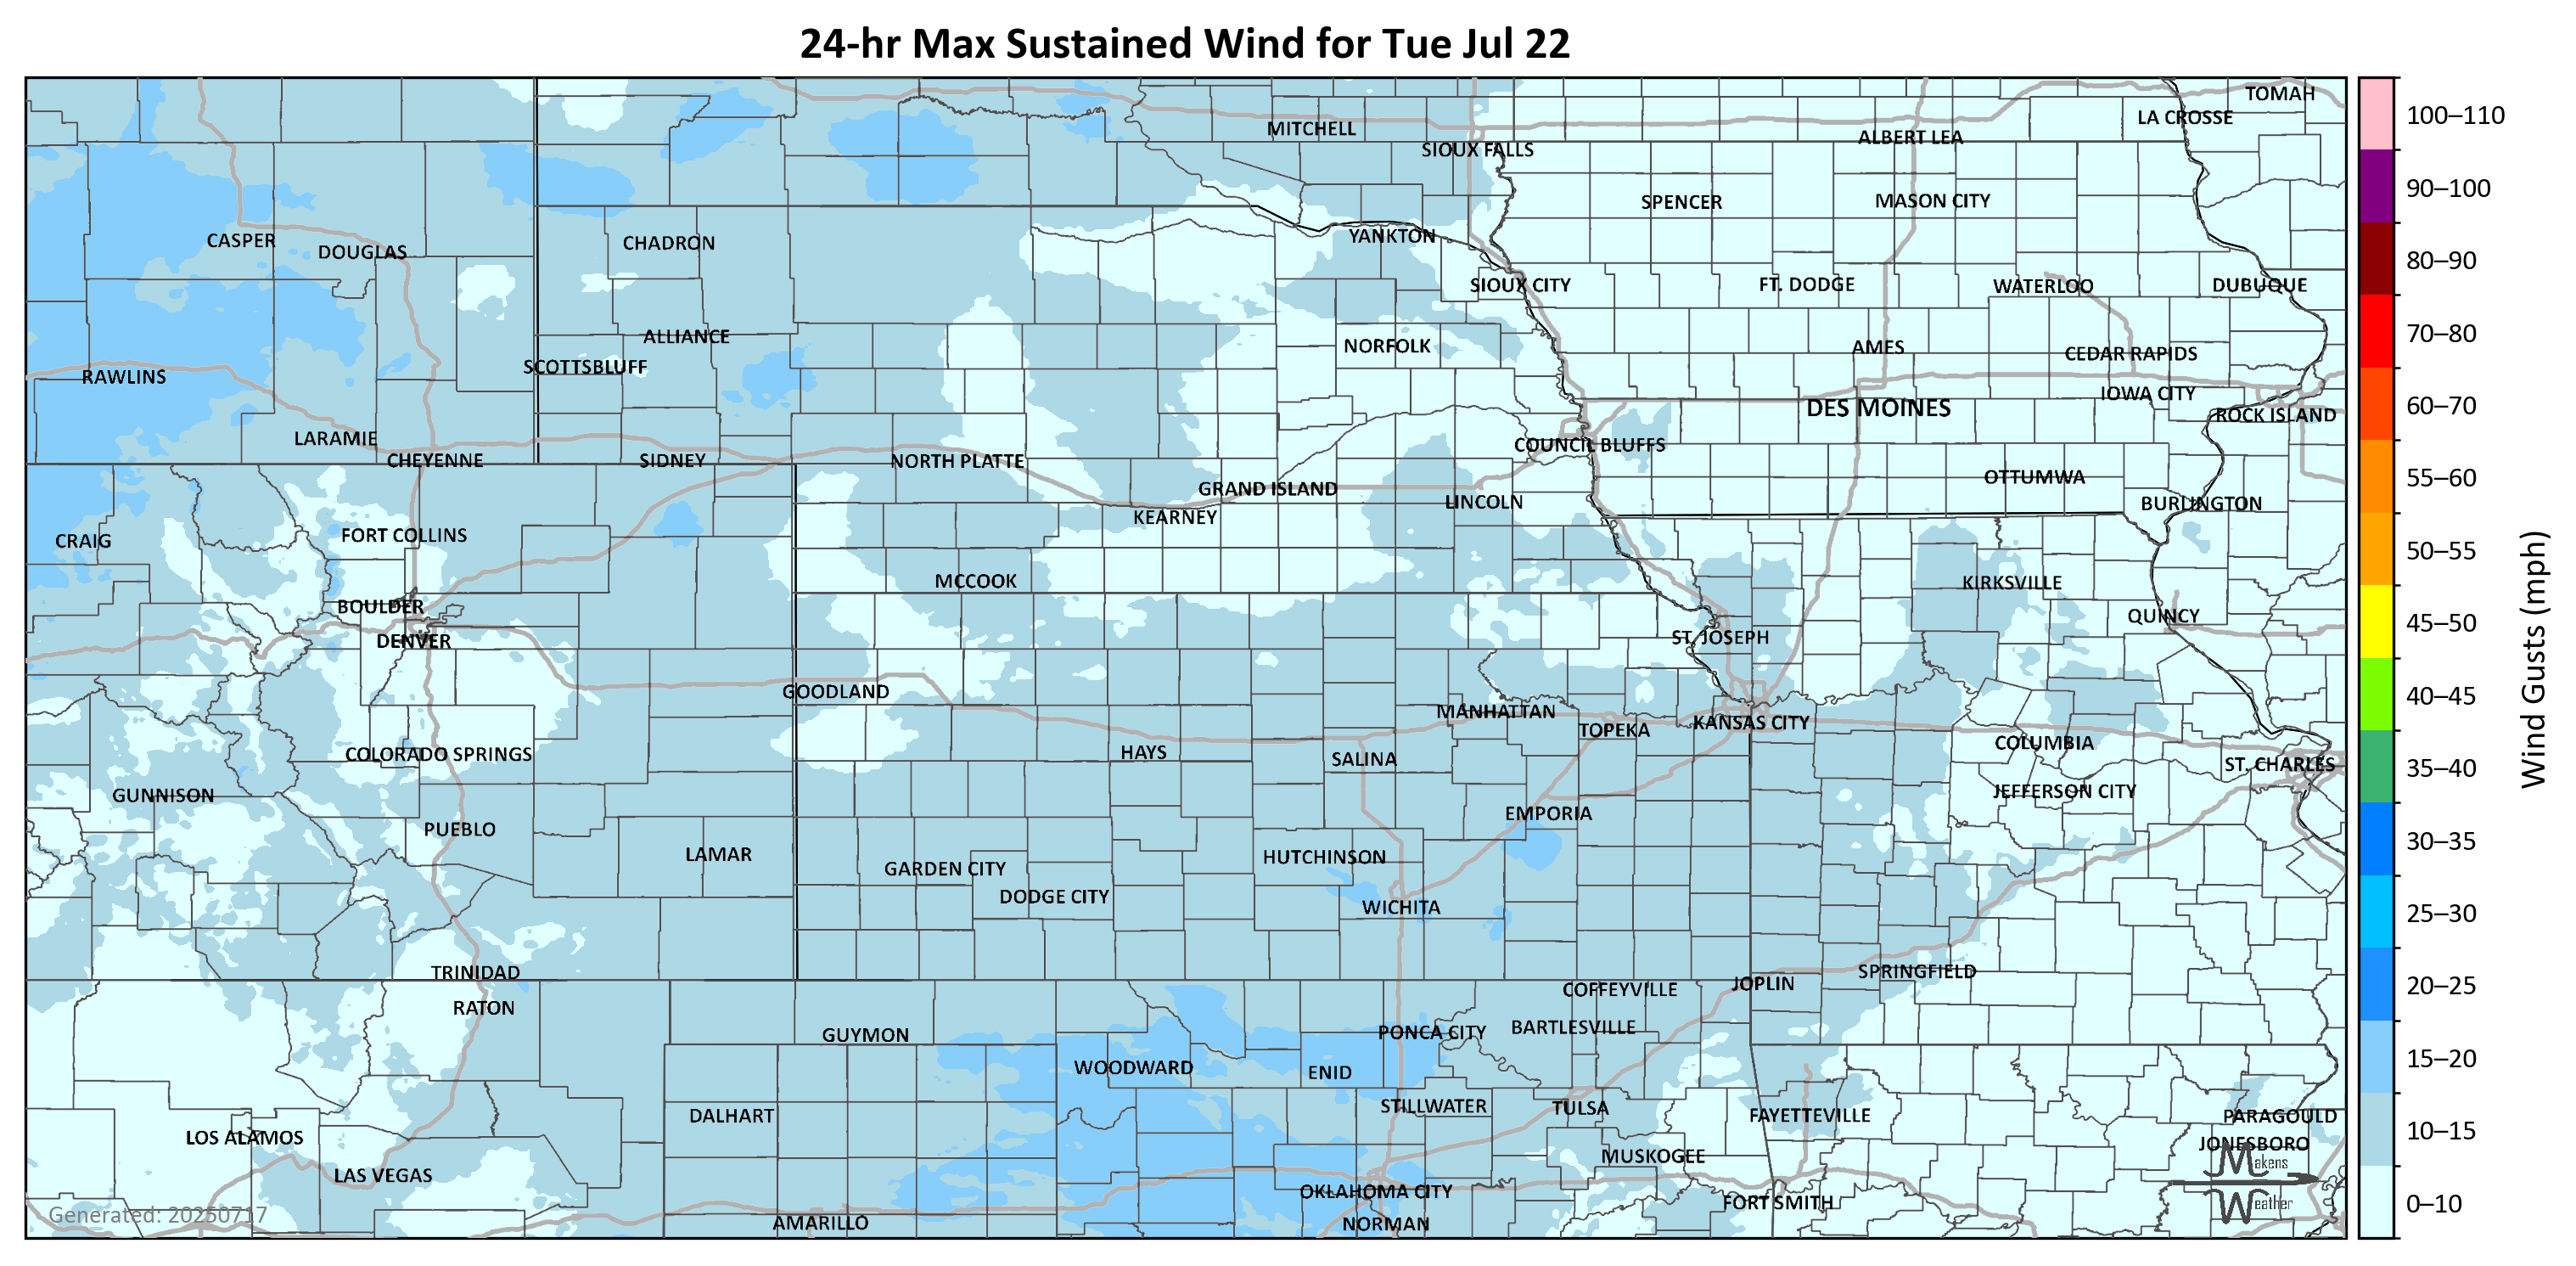 24-hr Max Sustained Wind for Tue Jul 22
TOMAH
LA CROSSE
MITCHELL
ALBERT LEA
SIOUX FALLS
SPENCER
MASON CITY
CASPER
DOUGLAS
CHADRON
YANKTON
SIOUX CITY
FT. DODGE
WATERLOO
DUBUQUE
ALLIANCE
NORFOLK
AMES
CEDAR RAPIDS
SCOTTSBLUFF
RAWLINS
IOWA CITY
DES MOINES
ROCK ISLAND
LARAMIE
COUNCIL BLUFFS
CHEYENNE
SIDNEY
NORTH PLATTE
OTTUMWA
GRAND ISLAND
LINCOLN
BURLINGTON
KEARNEY
CRAIG
FORT COLLINS
MCCOOK
KIRKSVILLE
BOULDER
QUINCY
DENVER
ST. JOSEPH
GOODLAND
MANHATTAN
TOPEKA
KANSAS CITY
COLORADO SPRINGS
HAYS
SALINA
COLUMBIA
ST. CHARLES
GUNNISON
JEFFERSON CITY
PUEBLO
EMPORIA
LAMAR
GARDEN CITY
HUTCHINSON
DODGE CITY
WICHITA
TRINIDAD
SPRINGFIELD
RATON
COFFEYVILLE
JOPLIN
GUYMON
PONCA CITY
BARTLESVILLE
WOODWARD
ENID
DALHART
STILLWATER
TULSA
FAYETTEVILLE
PARAGOULD
LOS ALAMOS
JONESBORO
LAS VEGAS
MUSKOGEE
OKLAHOMA CITY
FORT SMITH
AMARILLO
NORMAN
Generated: 20250717
Makens
Weather
100–110
90–100
80–90
70–80
60–70
55–60
50–55
45–50
40–45
35–40
30–35
25–30
20–25
15–20
10–15
0–10
Wind Gusts (mph)